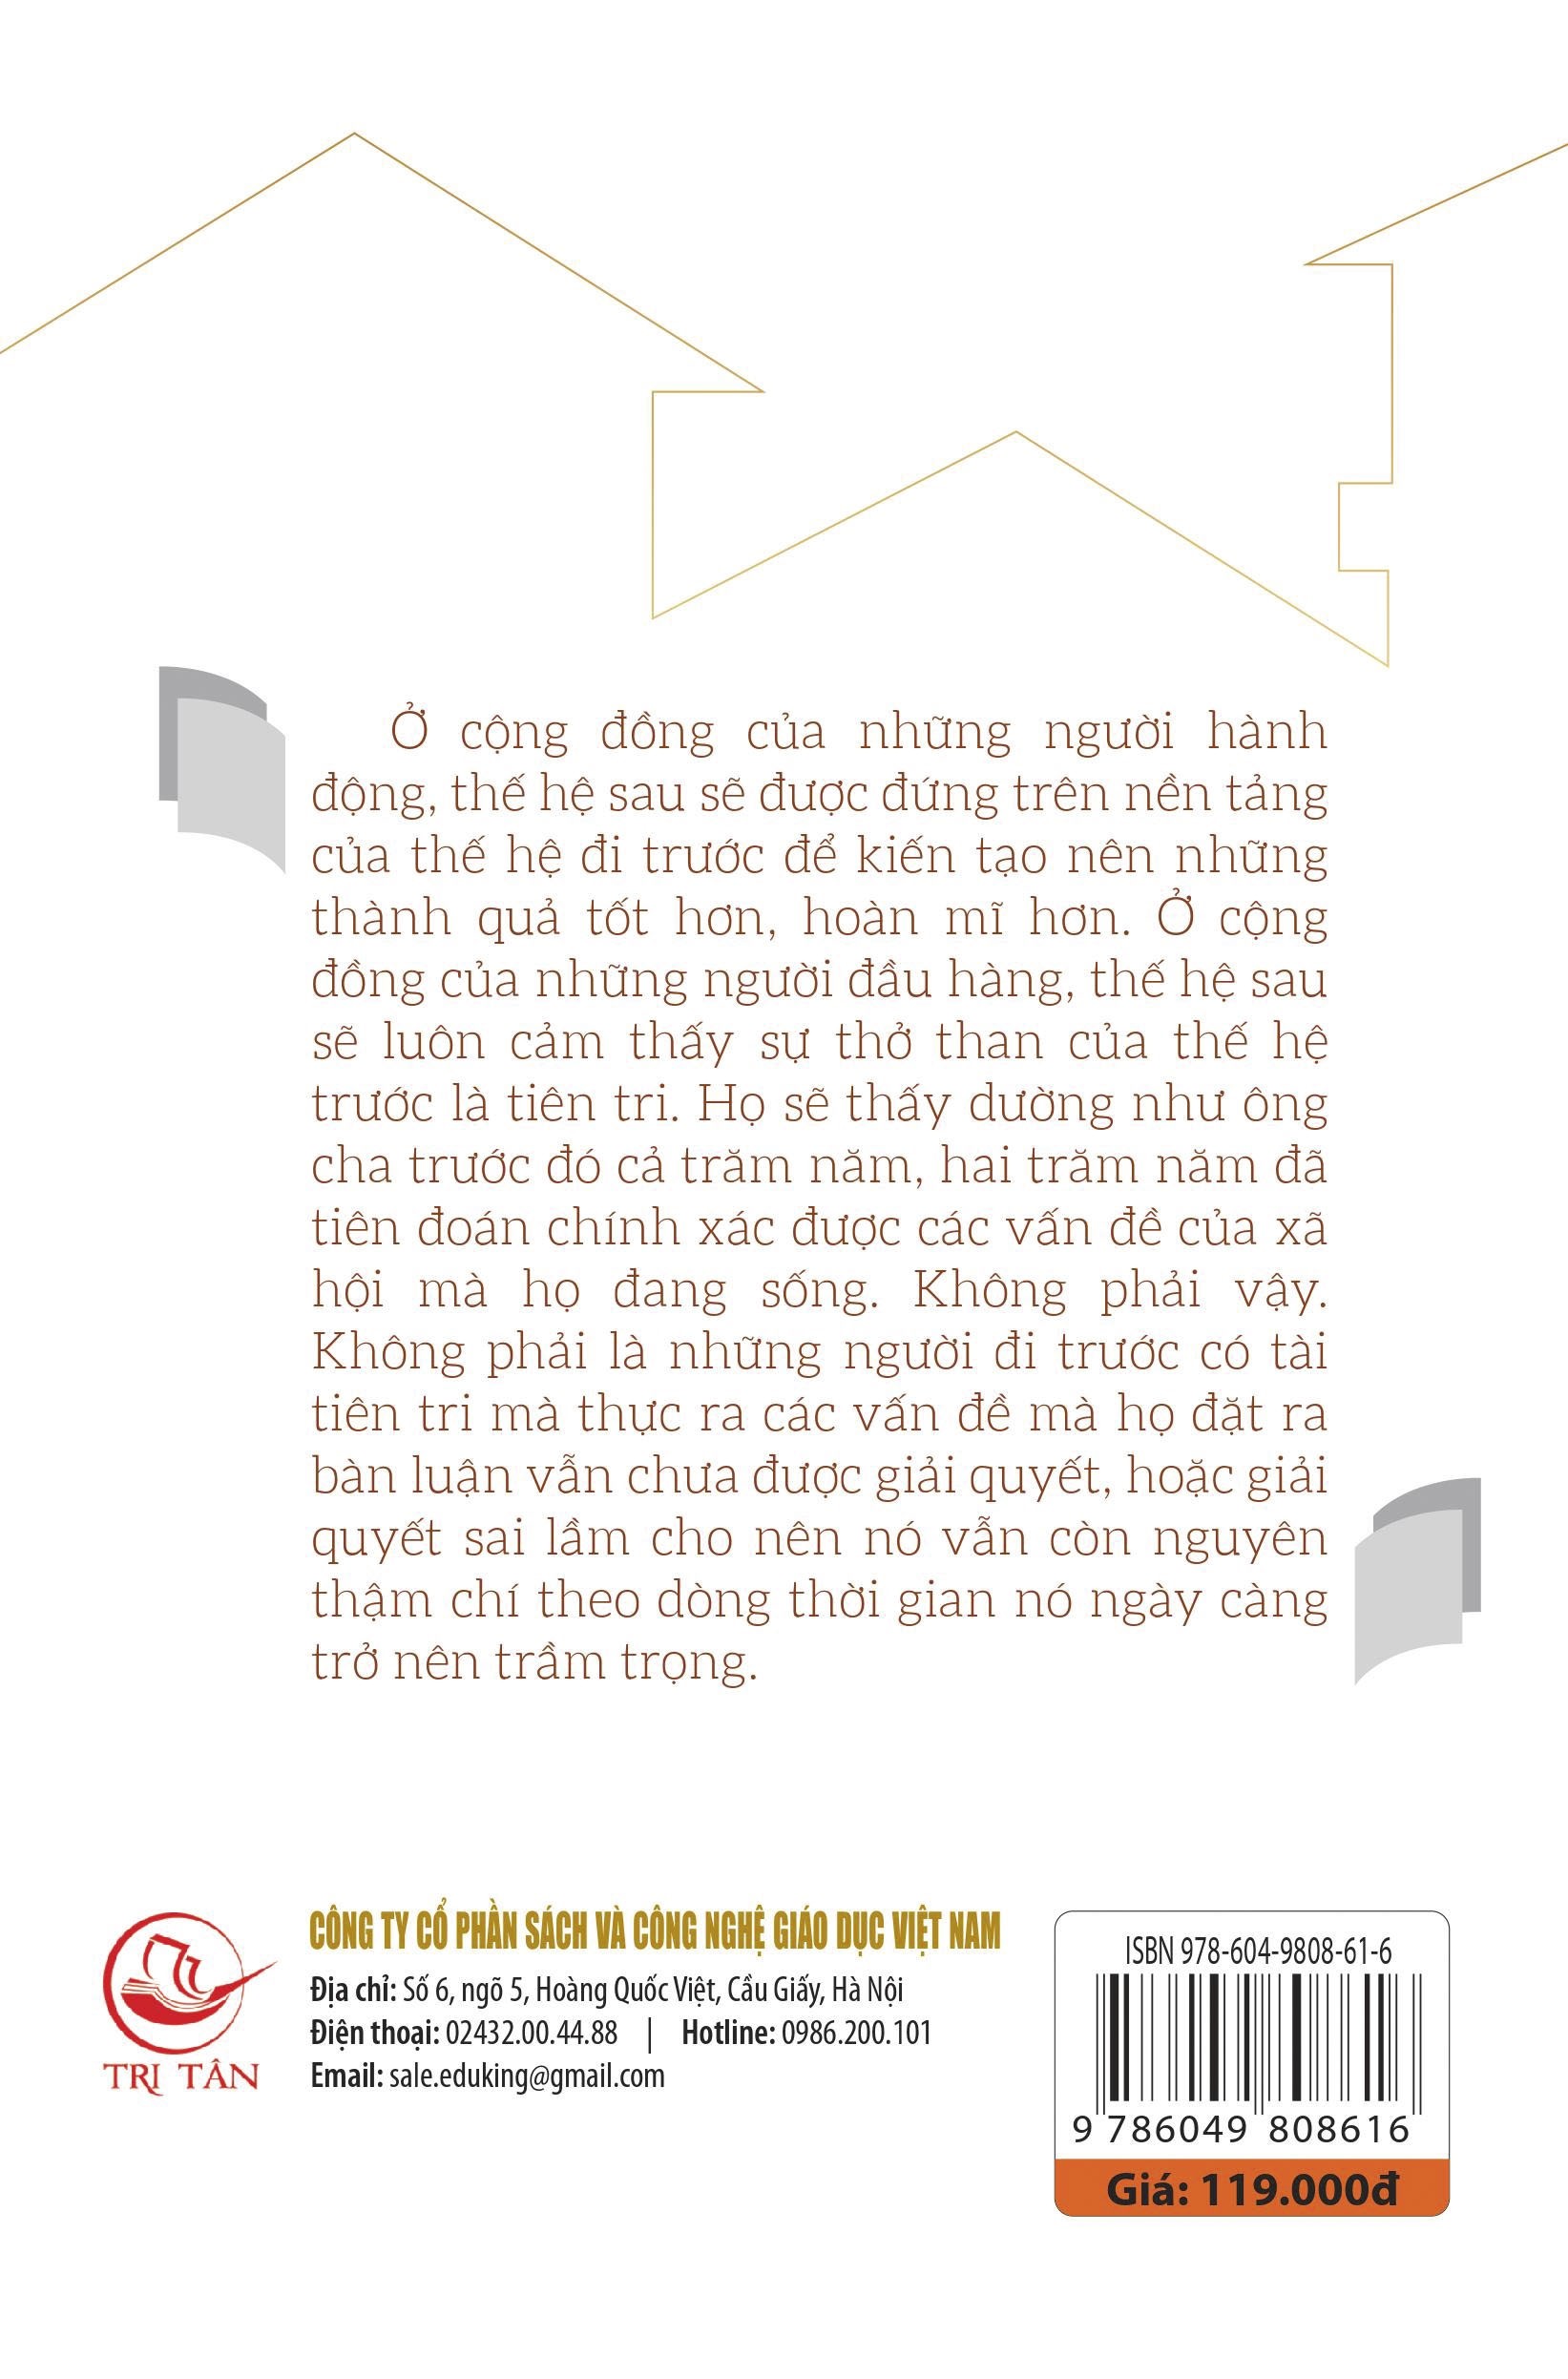 Ở cộng đồng của những người hành
động, thế hệ sau sẽ được đứng trên nền tảng
của thế hệ đi trước để kiến tạo nên những
thành quả tốt hơn, hoàn mĩ hơn. Ở cộng
đồng của những người đầu hàng, thế hệ sau
sẽ luôn cảm thấy sự thở than của thế hệ
trước là tiên tri. Họ sẽ thấy dường như ông
cha trước đó cả trăm năm, hai trăm năm đã
tiên đoán chính xác được các vấn đề của xã
hội mà họ đang sống. Không phải vậy.
Không phải là những người đi trước có tài
tiên tri mà thực ra các vấn đề mà họ đặt ra
bàn luận vẫn chưa được giải quyết, hoặc giải
quyết sai lầm cho nên nó vẫn còn nguyên
thậm chí theo dòng thời gian nó ngày càng
trở nên trầm trọng.
TRI TÂN
CÔNG TY CỔ PHẦN SÁCH VÀ CÔNG NGHỆ GIÁO DỤC VIỆT NAM
Địa chỉ: Số 6, ngõ 5, Hoàng Quốc Việt, Cầu Giấy, Hà Nội
Điện thoại: 02432.00.44.88 | Hotline: 0986.200.101
Email: sale.eduking@gmail.com
ISBN 978-604-9808-61-6
9 786049 808616
Giá: 119.000đ